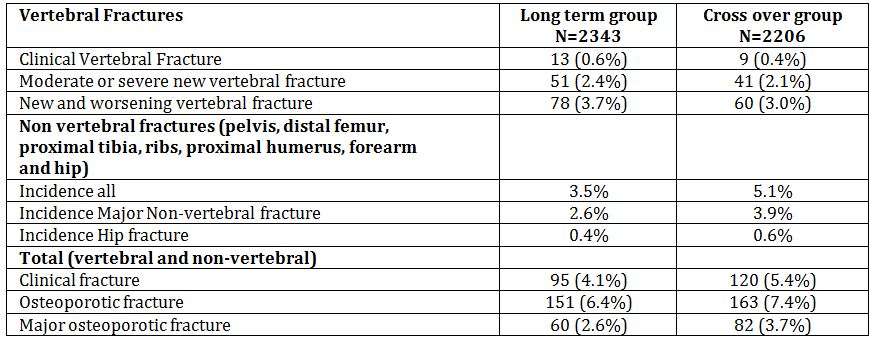 Vertebral Fractures Long term group Cross over group
N=2343 N=2206
Clinical Vertebral Fracture 13 (0.6%) 9 (0.4%)
Moderate or severe new vertebral fracture 51 (2.4%) 41 (2.1%)
New and worsening vertebral fracture 78 (3.7%) 60 (3.0%)
Non vertebral fractures (pelvis, distal femur,
proximal tibia, ribs, proximal humerus, forearm
and hip)
Incidence all 3.5% 5.1%
Incidence Major Non-vertebral fracture 2.6% 3.9%
Incidence Hip fracture 0.4% 0.6%
Total (vertebral and non-vertebral)
Clinical fracture 95 (4.1%) 120 (5.4%)
Osteoporotic fracture 151 (6.4%) 163 (7.4%)
Major osteoporotic fracture 60 (2.6%) 82 (3.7%)